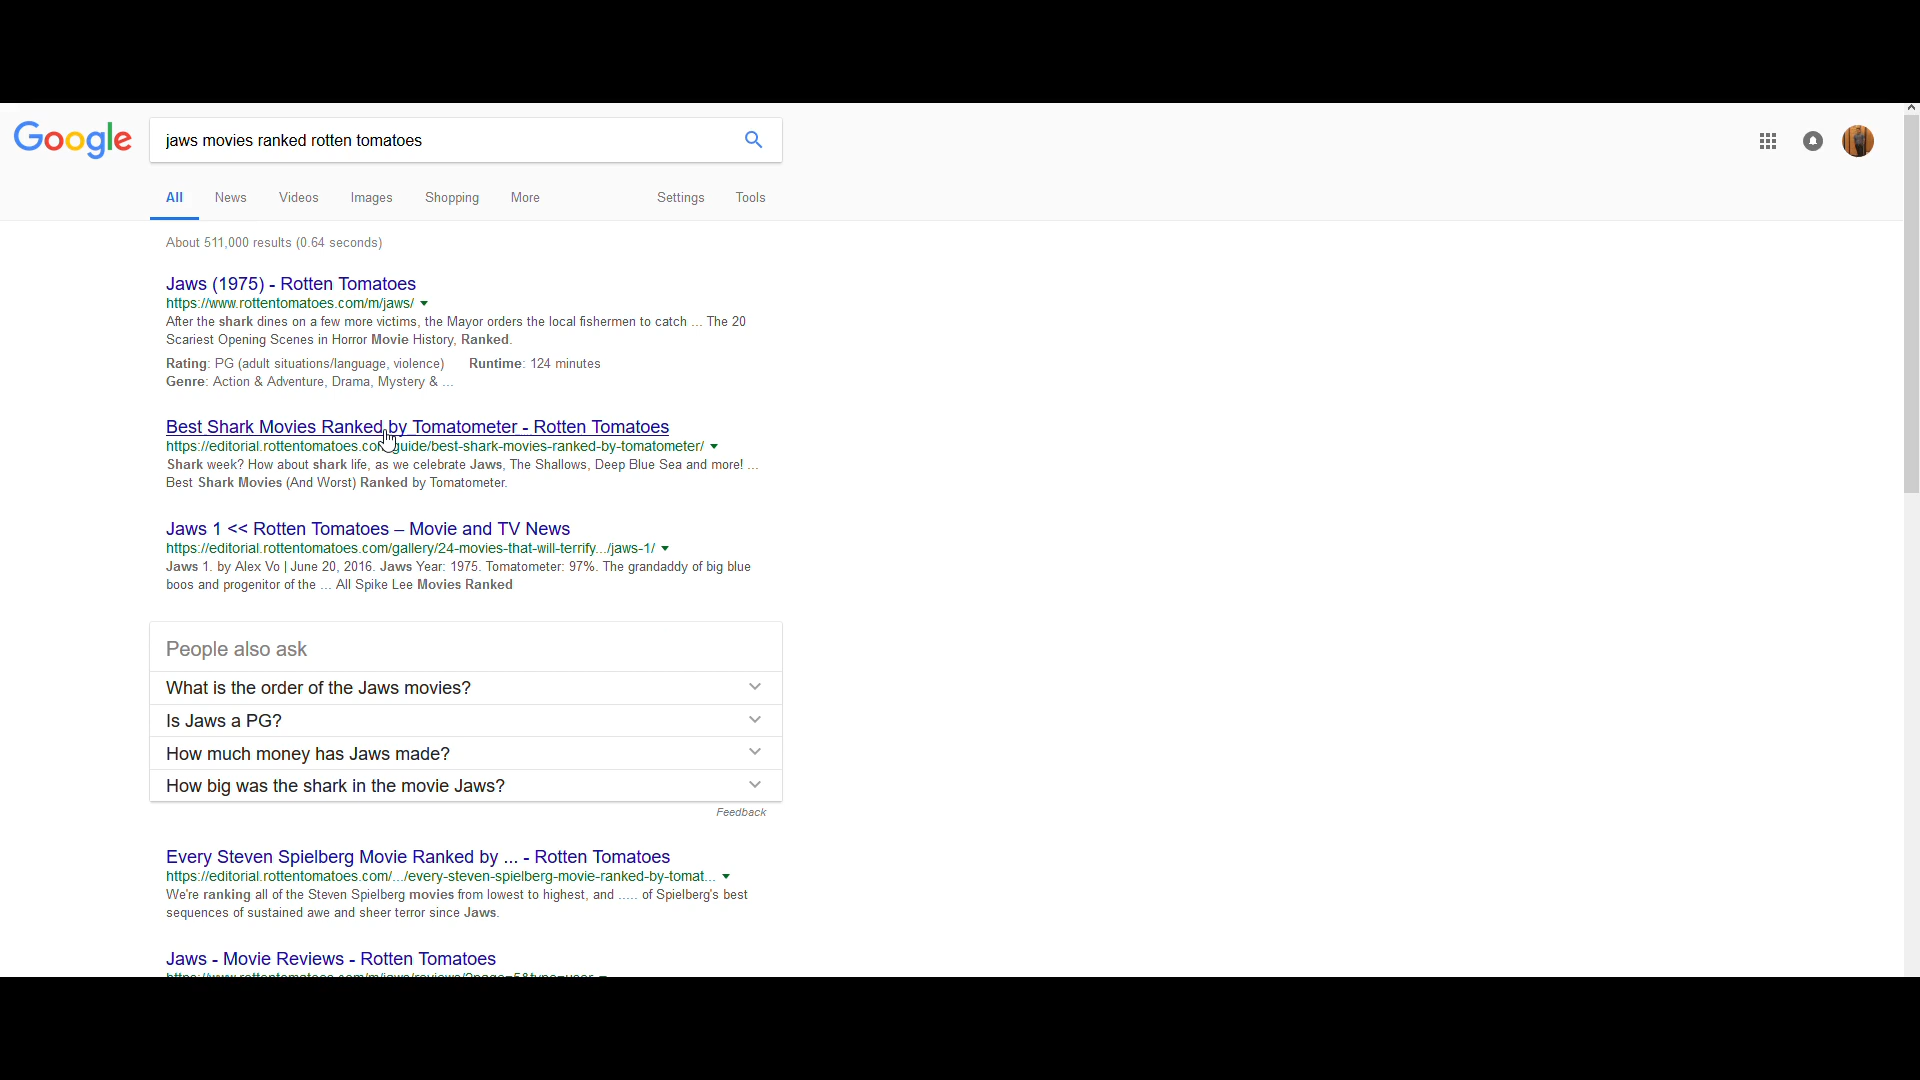 Google
jaws movies ranked rotten tomatoes
All News Videos Images Shopping More Settings Tools
About 511,000 results (0.64 seconds)
Jaws (1975) - Rotten Tomatoes
https://www.rottentomatoes.com/m/jaws/
After the shark dines on a few more victims, the Mayor orders the local fishermen to catch ... The 20
Scariest Opening Scenes in Horror Movie History, Ranked.
Rating: PG (adult situations/language, violence) Runtime: 124 minutes
Genre: Action & Adventure, Drama, Mystery & ...
Best Shark Movies Ranked by Tomatometer - Rotten Tomatoes
https://editorial.rottentomatoes.com/guide/best-shark-movies-ranked-by-tomatometer/
Shark week? How about shark life, as we celebrate Jaws, The Shallows, Deep Blue Sea and more! ...
Best Shark Movies (And Worst) Ranked by Tomatometer.
Jaws 1 << Rotten Tomatoes – Movie and TV News
https://editorial.rottentomatoes.com/gallery/24-movies-that-will-terrify.../jaws-1/
Jaws 1. by Alex Vo | June 20, 2016. Jaws Year: 1975. Tomatometer: 97%. The grandaddy of big blue
boos and progenitor of the ... All Spike Lee Movies Ranked
People also ask
What is the order of the Jaws movies?
Is Jaws a PG?
How much money has Jaws made?
How big was the shark in the movie Jaws?
Feedback
Every Steven Spielberg Movie Ranked by ... - Rotten Tomatoes
https://editorial.rottentomatoes.com/.../every-steven-spielberg-movie-ranked-by-tomat...
We're ranking all of the Steven Spielberg movies from lowest to highest, and ..... of Spielberg's best
sequences of sustained awe and sheer terror since Jaws.
Jaws - Movie Reviews - Rotten Tomatoes